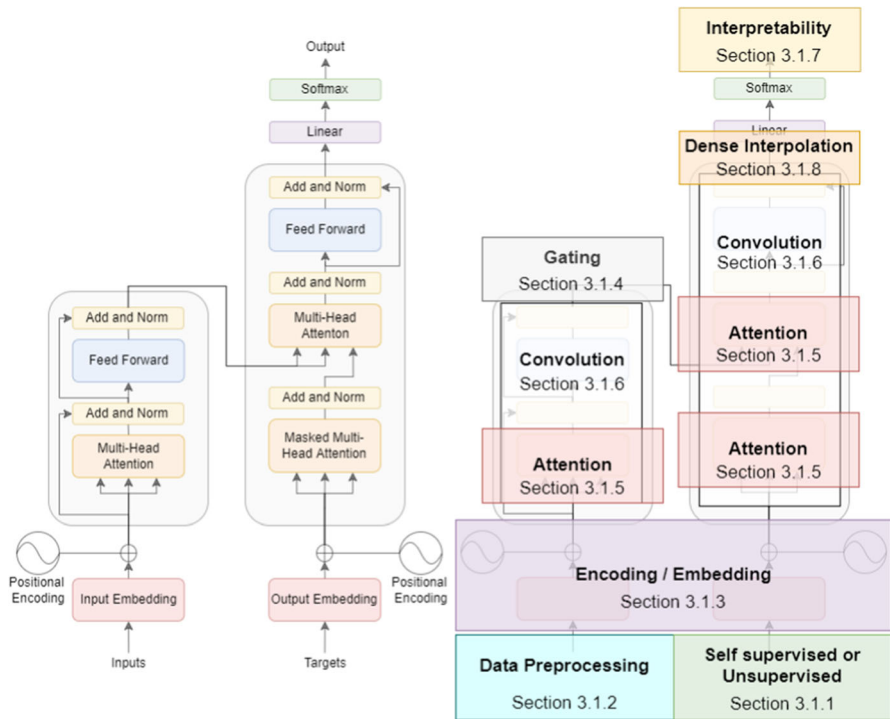 Output
Softmax
Linear
Add and Norm
Feed Forward
Add and Norm
Multi-Head
Attenton
Add and Norm
Masked Multi-
Head Attention
Add and Norm
Feed Forward
Add and Norm
Multi-Head
Attention
Positional
Encoding
Input Embedding
Output Embedding
Positional
Encoding
Inputs
Targets
Interpretability
Section 3.1.7
Softmax
Linear
Dense Interpolation
Section 3.1.8
Convolution
Section 3.1.6
Gating
Section 3.1.4
Attention
Section 3.1.5
Convolution
Section 3.1.6
Attention
Section 3.1.5
Attention
Section 3.1.5
Encoding / Embedding
Section 3.1.3
Data Preprocessing
Section 3.1.2
Self supervised or
Unsupervised
Section 3.1.1